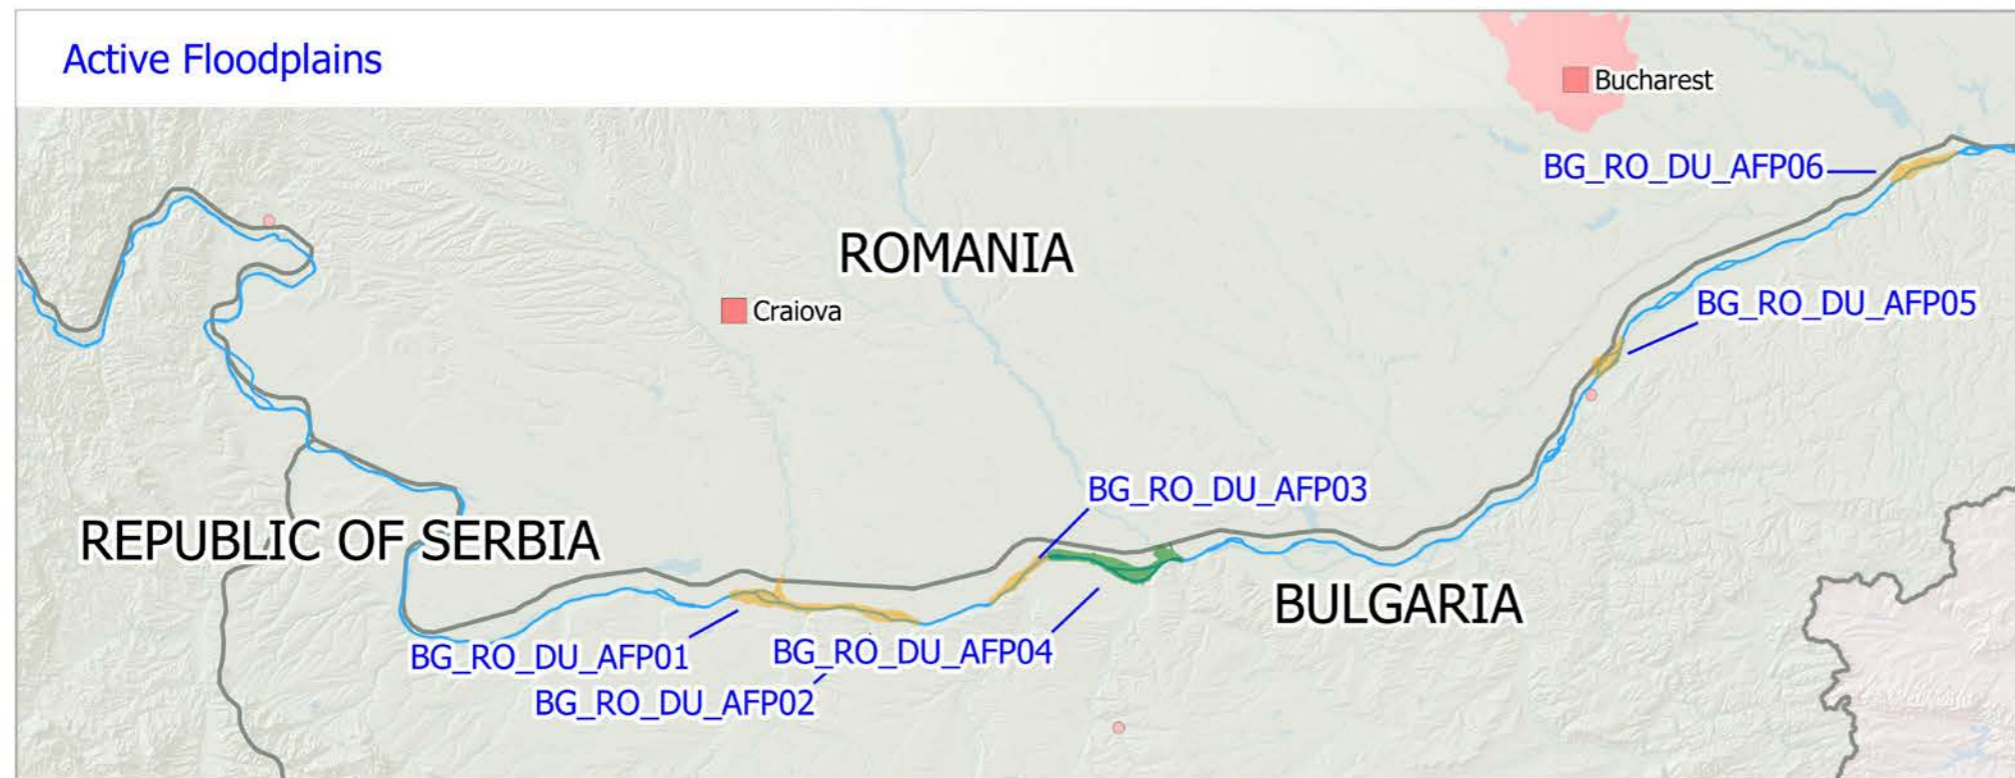 Active Floodplains
Bucharest
BG_RO_DU_AFP06
ROMANIA
BG_RO_DU_AFP05
Craiova
BG_RO_DU_AFP03
REPUBLIC OF SERBIA
BULGARIA
BG_RO_DU_AFP01
BG_RO_DU_AFP04
BG_RO_DU_AFP02